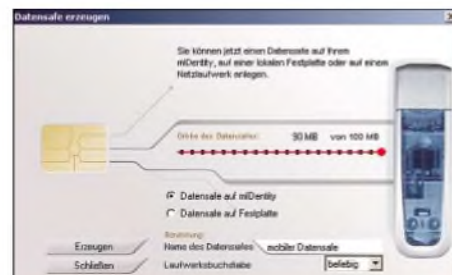 Datensafe erzeugen
Sie können jetzt einen Datensafe auf Ihrem
mIDentity, auf einer lokalen Festplatte oder auf einem
Netzlaufwerk anlegen.
Größe des Datensafes: 90 MB von 100 MB
Datensafe auf mIDentity
Datensafe auf Festplatte
Benennung:
Erzeugen
Name des Datensafes mobiler Datensafe
Schließen
Laufwerksbuchstabe beliebig